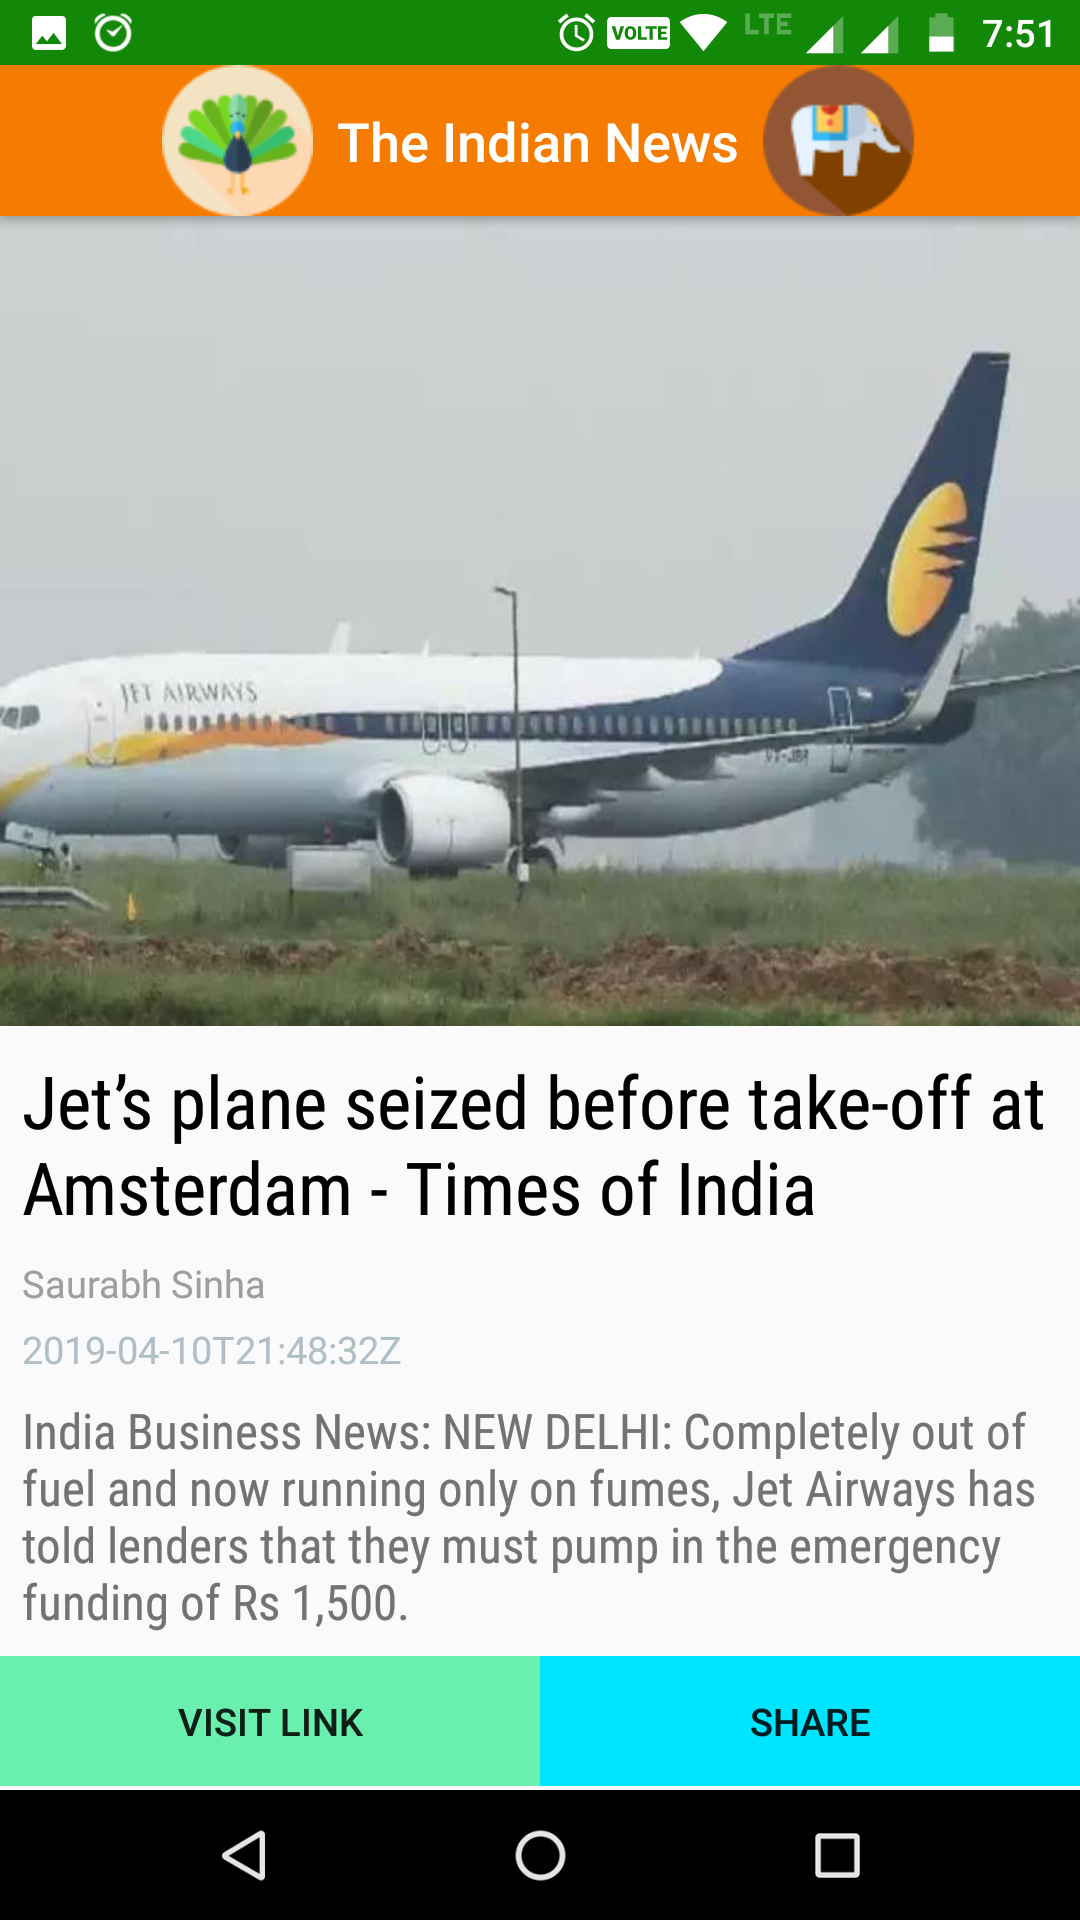 VOLTE LTE 7:51
The Indian News
JET AIRWAYS
VT-JBR
Jet’s plane seized before take-off at
Amsterdam - Times of India
Saurabh Sinha
2019-04-10T21:48:32Z
India Business News: NEW DELHI: Completely out of
fuel and now running only on fumes, Jet Airways has
told lenders that they must pump in the emergency
funding of Rs 1,500.
VISIT LINK SHARE